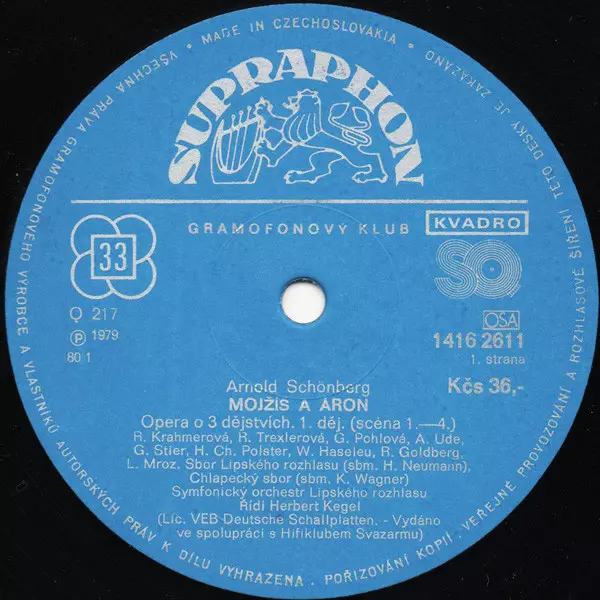 VŠECHNA PRÁVA GRAMOFONOVÉHO VÝROBCE A VLASTNÍKŮ AUTORSKÝCH PRÁV K DÍLU VYHRAZENA. POŘIZOVÁNÍ KOPIÍ, VEŘEJNÉ PROVOZOVÁNÍ A ROZHLASOVÉ ŠÍŘENÍ TÉTO DESKY JE ZAKÁZÁNO
MADE IN CZECHOSLOVAKIA
SUPRAPHON
GRAMOFONOVÝ KLUB
KVADRO
33
SQ
Q 217
℗ 1979
80 1
OSA
1416 2611
1. strana
Kčs 36,-
Arnold Schönberg
MOJŽÍŠ A ÁRON
Opera o 3 dějstvích. 1. děj. (scéna 1.—4.)
R. Krahmerová, R. Trexlerová, G. Pohlová, A. Ude,
G. Stier, H. Ch. Polster, W. Haseleu, R. Goldberg,
L. Mroz. Sbor Lipského rozhlasu (sbm. H. Neumann),
Chlapecký sbor (sbm. K. Wagner)
Symfonický orchestr Lipského rozhlasu
Řídí Herbert Kegel
(Lic. VEB Deutsche Schallplatten. - Vydáno
ve spolupráci s Hifiklubem Svazarmu)